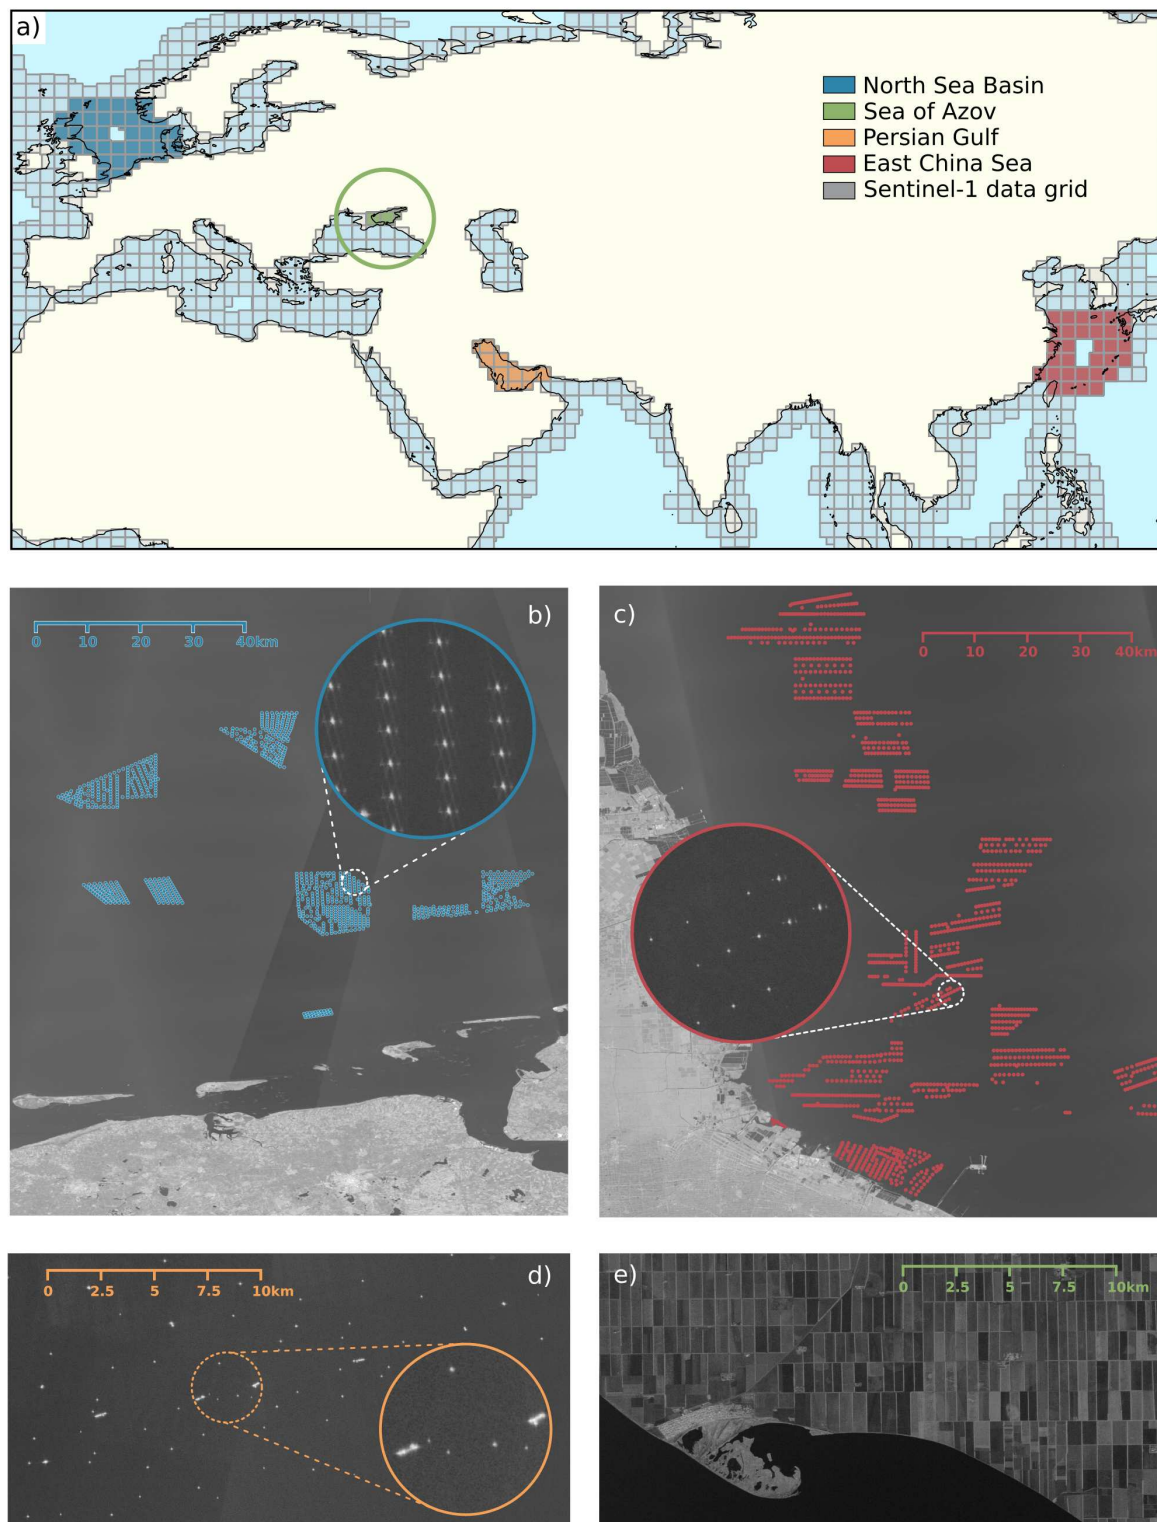 a)
North Sea Basin
Sea of Azov
Persian Gulf
East China Sea
Sentinel-1 data grid
b)
0 10 20 40km
c)
0 10 20 30 40km
d)
0 2.5 5 7.5 10km
e)
0 2.5 5 7.5 10km